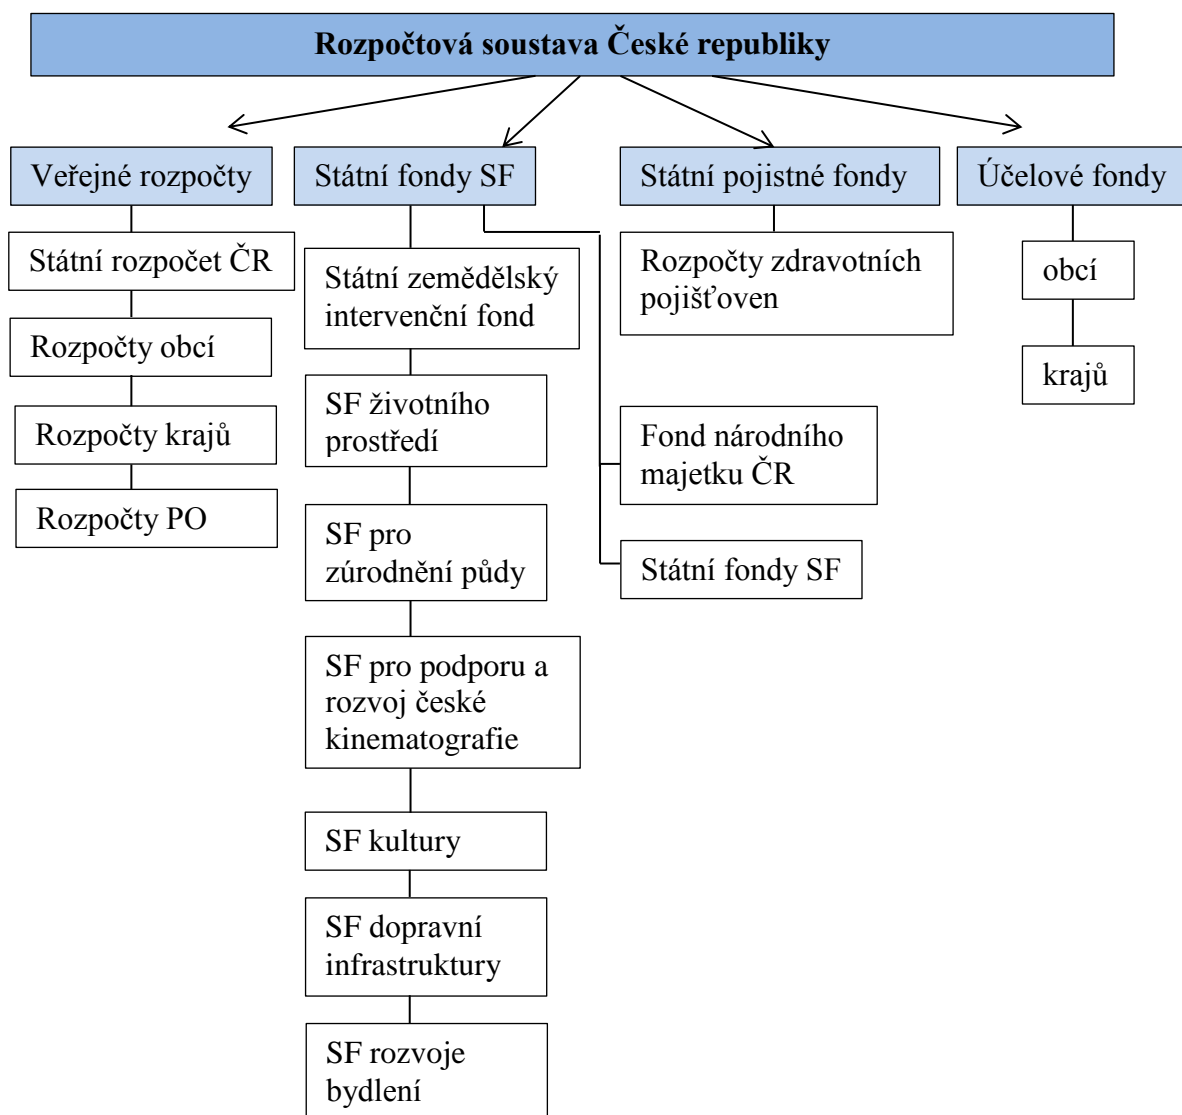 Rozpočtová soustava České republiky
Veřejné rozpočty
Státní rozpočet ČR
Rozpočty obcí
Rozpočty krajů
Rozpočty PO
Státní fondy SF
Státní zemědělský
intervenční fond
SF životního
prostředí
SF pro
zúrodnění půdy
SF pro podporu a
rozvoj české
kinematografie
SF kultury
SF dopravní
infrastruktury
SF rozvoje
bydlení
Státní pojistné fondy
Rozpočty zdravotních
pojišťoven
Fond národního
majetku ČR
Státní fondy SF
Účelové fondy
obcí
krajů